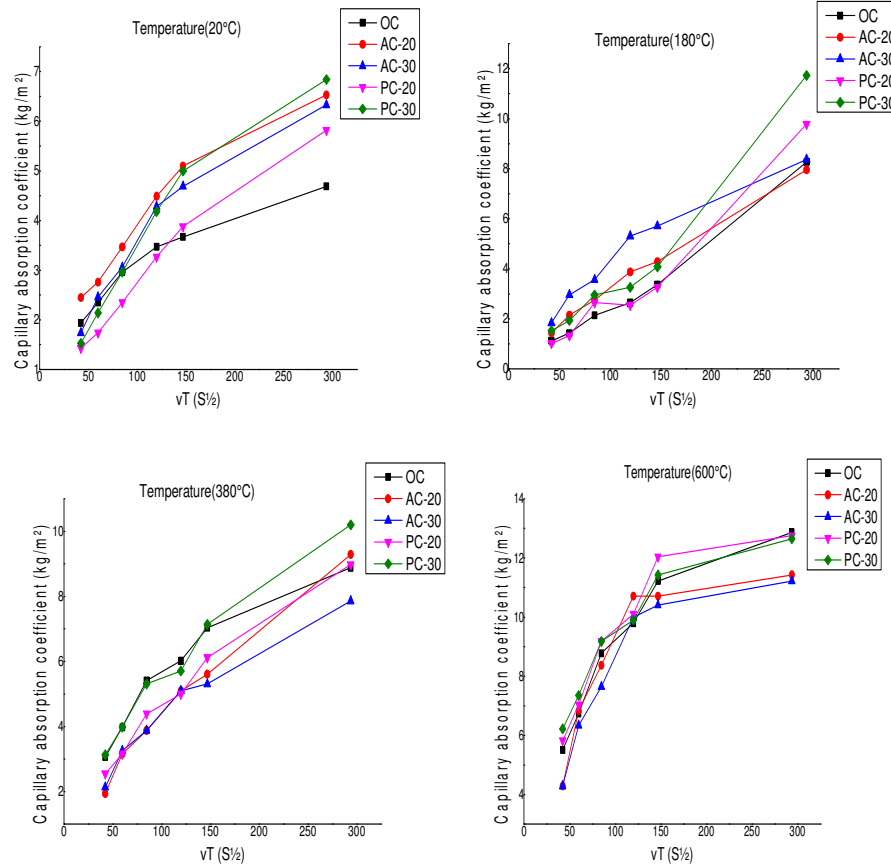 Temperature(20°C)
OC
AC-20
AC-30
PC-20
PC-30
Capillary absorption coefficient (kg/m²)
7
6
5
4
3
2
1
0 50 100 150 200 250 300
vT (S½)
Temperature(180°C)
OC
AC-20
AC-30
PC-20
PC-30
Capillary absorption coefficient (kg/m²)
12
10
8
6
4
2
0
0 50 100 150 200 250 300
vT (S½)
Temperature(380°C)
OC
AC-20
AC-30
PC-20
PC-30
Capillary absorption coefficient (kg/m²)
10
8
6
4
2
0 50 100 150 200 250 300
vT (S½)
Temperature(600°C)
OC
AC-20
AC-30
PC-20
PC-30
Capillary absorption coefficient (kg/m²)
14
12
10
8
6
4
0 50 100 150 200 250 300
vT (S½)